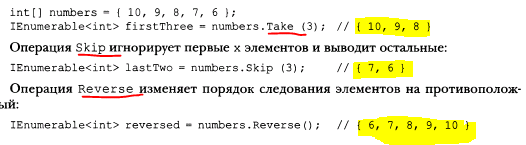 int[] numbers = { 10, 9, 8, 7, 6 };
IEnumerable<int> firstThree = numbers.Take (3);  // { 10, 9, 8 }
Операция Skip игнорирует первые x элементов и выводит остальные:
IEnumerable<int> lastTwo = numbers.Skip (3);     // { 7, 6 }
Операция Reverse изменяет порядок следования элементов на противополож-
ый:
IEnumerable<int> reversed = numbers.Reverse();   // { 6, 7, 8, 9, 10 }